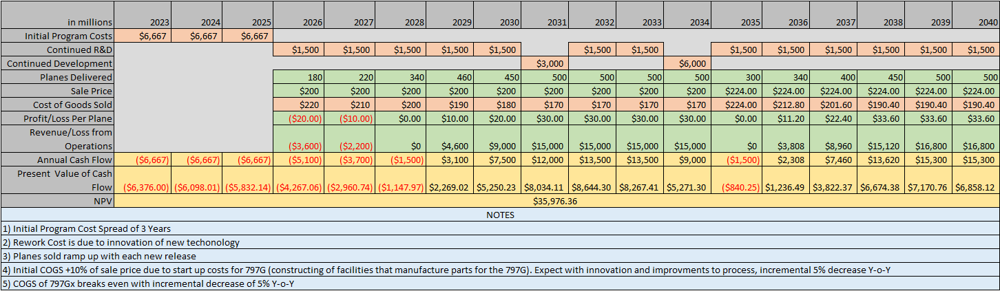 in millions 2023 2024 2025 2026 2027 2028 2029 2030 2031 2032 2033 2034 2035 2036 2037 2038 2039 2040
Initial Program Costs $6,667 $6,667 $6,667
Continued R&D $1,500 $1,500 $1,500 $1,500 $1,500 $1,500 $1,500 $1,500 $1,500 $1,500 $1,500 $1,500 $1,500
Continued Development $3,000 $6,000
Planes Delivered 180 220 340 460 450 500 500 500 500 300 340 400 450 500 500
Sale Price $200 $200 $200 $200 $200 $200 $200 $200 $200 $224.00 $224.00 $224.00 $224.00 $224.00 $224.00
Cost of Goods Sold $220 $210 $200 $190 $180 $170 $170 $170 $170 $224.00 $212.80 $201.60 $190.40 $190.40 $190.40
Profit/Loss Per Plane ($20.00) ($10.00) $0.00 $10.00 $20.00 $30.00 $30.00 $30.00 $30.00 $0.00 $11.20 $22.40 $33.60 $33.60 $33.60
Revenue/Loss from
Operations ($3,600) ($2,200) $0 $4,600 $9,000 $15,000 $15,000 $15,000 $15,000 $0 $3,808 $8,960 $15,120 $16,800 $16,800
Annual Cash Flow ($6,667) ($6,667) ($6,667) ($5,100) ($3,700) ($1,500) $3,100 $7,500 $12,000 $13,500 $13,500 $9,000 ($1,500) $2,308 $7,460 $13,620 $15,300 $15,300
Present Value of Cash
Flow ($6,376.00) ($6,098.01) ($5,832.14) ($4,267.06) ($2,960.74) ($1,147.97) $2,269.02 $5,250.23 $8,034.11 $8,644.30 $8,267.41 $5,271.30 ($840.25) $1,236.49 $3,822.37 $6,674.38 $7,170.76 $6,858.12
NPV $35,976.36
NOTES
1) Initial Program Cost Spread of 3 Years
2) Rework Cost is due to innovation of new techonology
3) Planes sold ramp up with each new release
4) Initial COGS +10% of sale price due to start up costs for 797G (constructing of facilities that manufacture parts for the 797G). Expect with innovation and improvments to process, incremental 5% decrease Y-o-Y
5) COGS of 797Gx breaks even with incremental decrease of 5% Y-o-Y